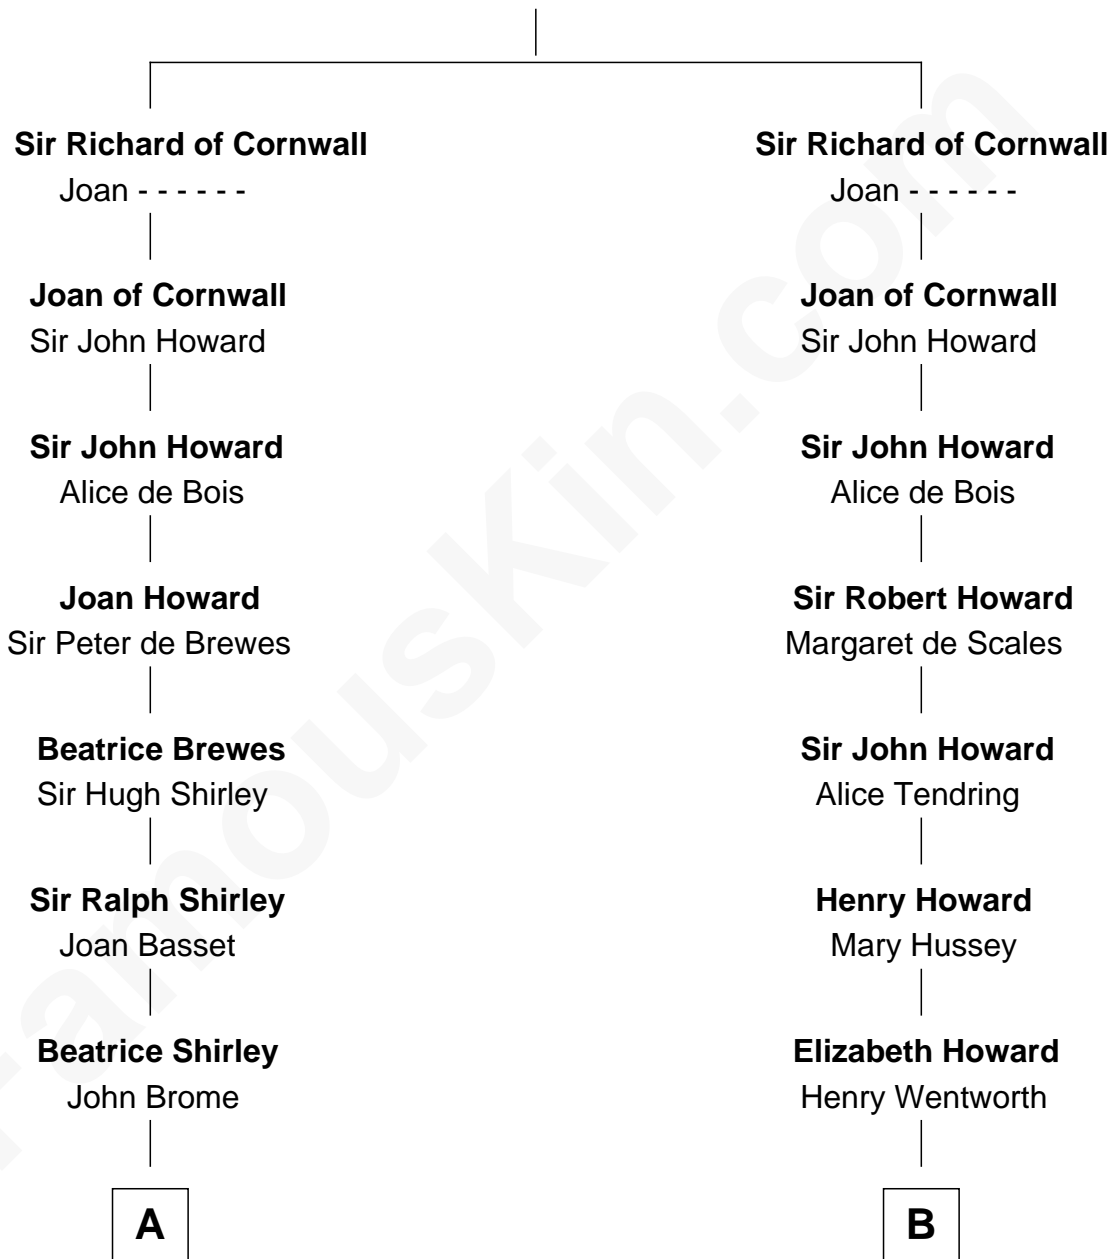 Sir Richard of Cornwall
Joan - - - - - -
Joan of Cornwall
Sir John Howard
Sir John Howard
Alice de Bois
Joan Howard
Sir Peter de Brewes
Beatrice Brewes
Sir Hugh Shirley
Sir Ralph Shirley
Joan Basset
Beatrice Shirley
John Brome
A
Sir Richard of Cornwall
Joan - - - - - -
Joan of Cornwall
Sir John Howard
Sir John Howard
Alice de Bois
Sir Robert Howard
Margaret de Scales
Sir John Howard
Alice Tendring
Henry Howard
Mary Hussey
Elizabeth Howard
Henry Wentworth
B
FamousKin.com